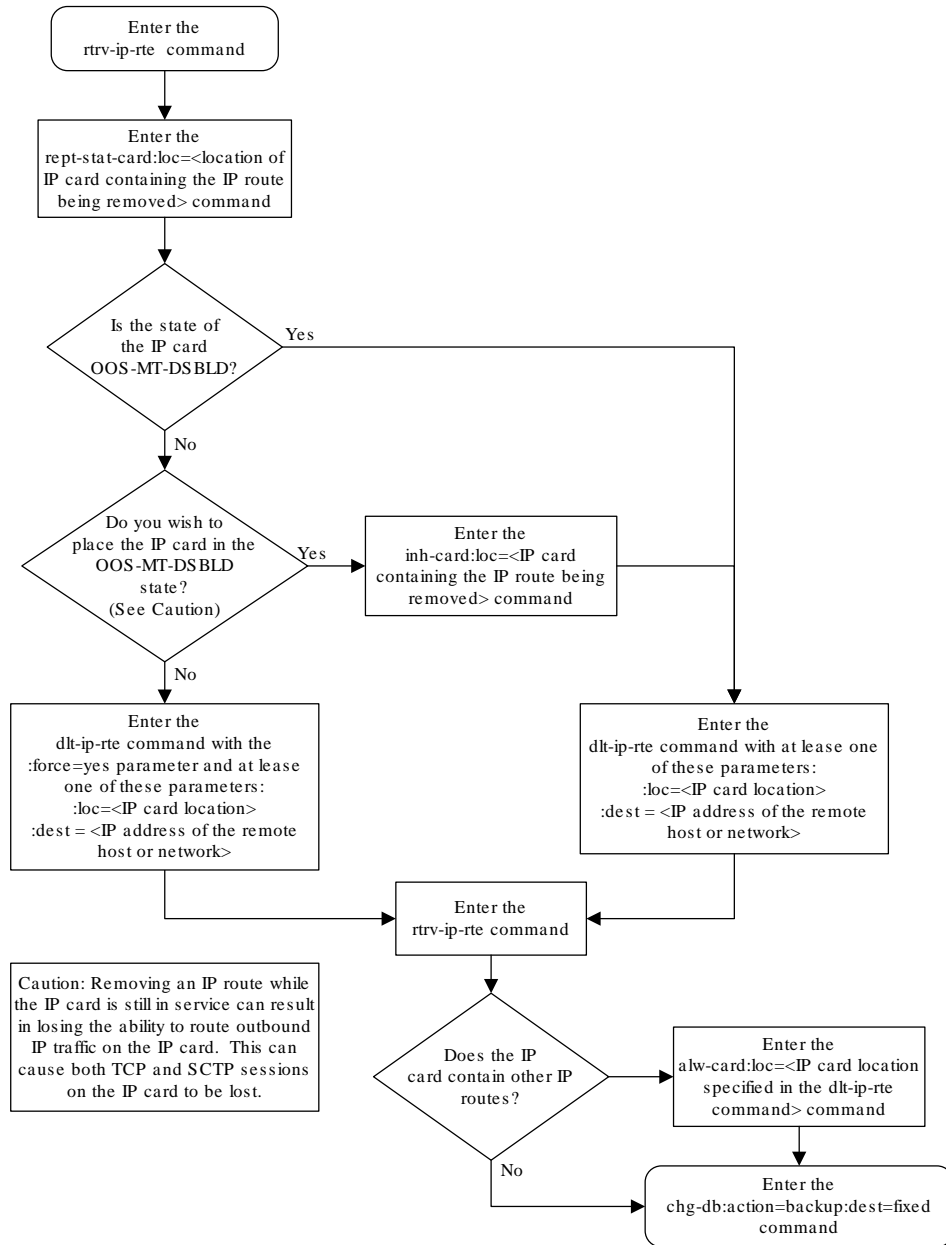 Enter the
rtrv-ip-rte command
Enter the
rept-stat-card:loc=<location of
IP card containing the IP route
being removed> command
Is the state of
the IP card
OOS-MT-DSBLD?
Yes
No
Do you wish to
place the IP card in the
OOS-MT-DSBLD
state?
(See Caution)
Yes
Enter the
inh-card:loc=<IP card
containing the IP route being
removed> command
No
Enter the
dlt-ip-rte command with the
:force=yes parameter and at lease
one of these parameters:
:loc=<IP card location>
:dest = <IP address of the remote
host or network>
Enter the
dlt-ip-rte command with at lease one
of these parameters:
:loc=<IP card location>
:dest = <IP address of the remote
host or network>
Enter the
rtrv-ip-rte command
Caution: Removing an IP route while
the IP card is still in service can result
in losing the ability to route outbound
IP traffic on the IP card. This can
cause both TCP and SCTP sessions
on the IP card to be lost.
Does the IP
card contain other IP
routes?
Enter the
alw-card:loc=<IP card location
specified in the dlt-ip-rte
command> command
No
Enter the
chg-db:action=backup:dest=fixed
command